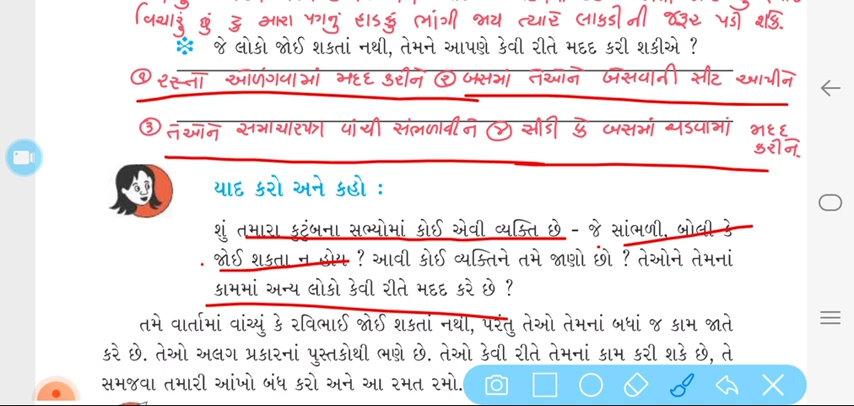 વિચારું છું કે મારા પગનું હાડકું ભાંગી જાય ત્યારે લાકડીની જરૂર પડી શકે.
જે લોકો જોઈ શકતાં નથી, તેમને આપણે કેવી રીતે મદદ કરી શકીએ ?
① રસ્તો ઓળંગવામાં મદદ કરીને ② બસમાં તેઓને બેસવાની સીટ આપીને
③ તેઓને સમાચારપત્ર વાંચી સંભળાવીને ④ સીડી કે બસમાં ચડવામાં મદદ
કરીને.
યાદ કરો અને કહો :
શું તમારા કુટુંબના સભ્યોમાં કોઈ એવી વ્યક્તિ છે - જે સાંભળી, બોલી કે
જોઈ શકતા ન હોય ? આવી કોઈ વ્યક્તિને તમે જાણો છો ? તેઓને તેમનાં
કામમાં અન્ય લોકો કેવી રીતે મદદ કરે છે ?
તમે વાર્તામાં વાંચ્યું કે રવિભાઈ જોઈ શકતાં નથી, પરંતુ તેઓ તેમનાં બધાં જ કામ જાતે
કરે છે. તેઓ અલગ પ્રકારનાં પુસ્તકોથી ભણે છે. તેઓ કેવી રીતે તેમનાં કામ કરી શકે છે, તે
સમજવા તમારી આંખો બંધ કરો અને આ રમત રમો.